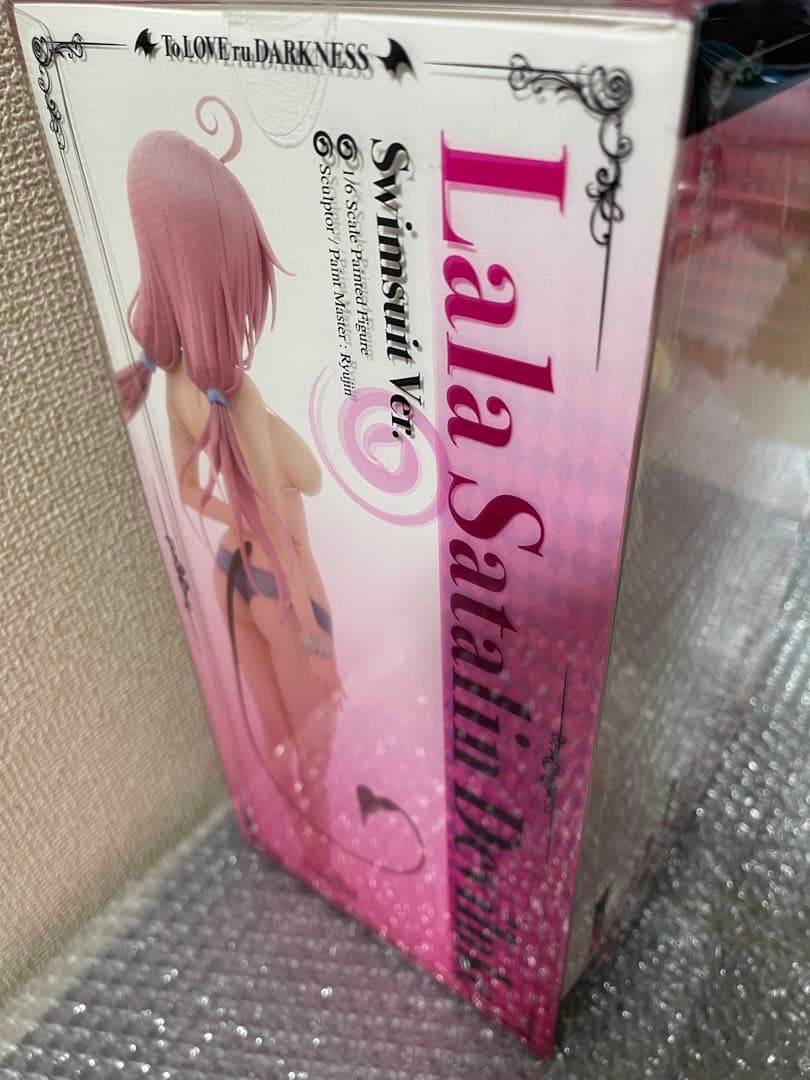 To LOVE ru DARKNESS
Lala Satalin Deviluke
Swimsuit Ver.
1/6 Scale Painted Figure
Sculptor / Paint Master : Ryujin